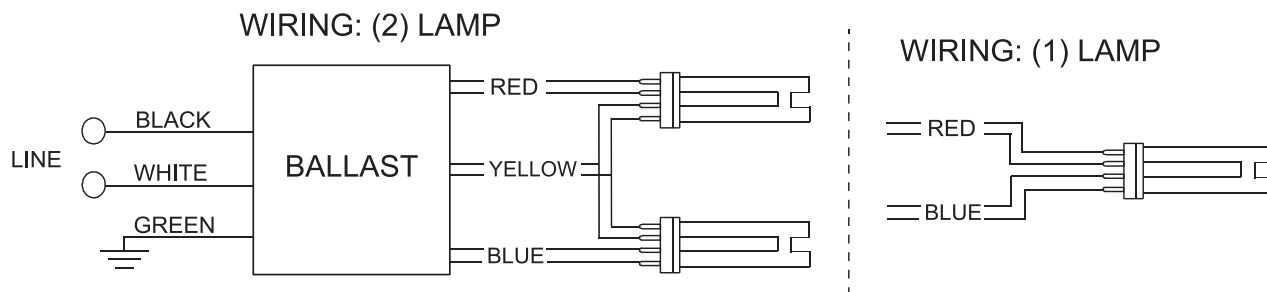 WIRING: (2) LAMP
RED
BLACK
LINE
WHITE
BALLAST
YELLOW
GREEN
BLUE
WIRING: (1) LAMP
RED
BLUE